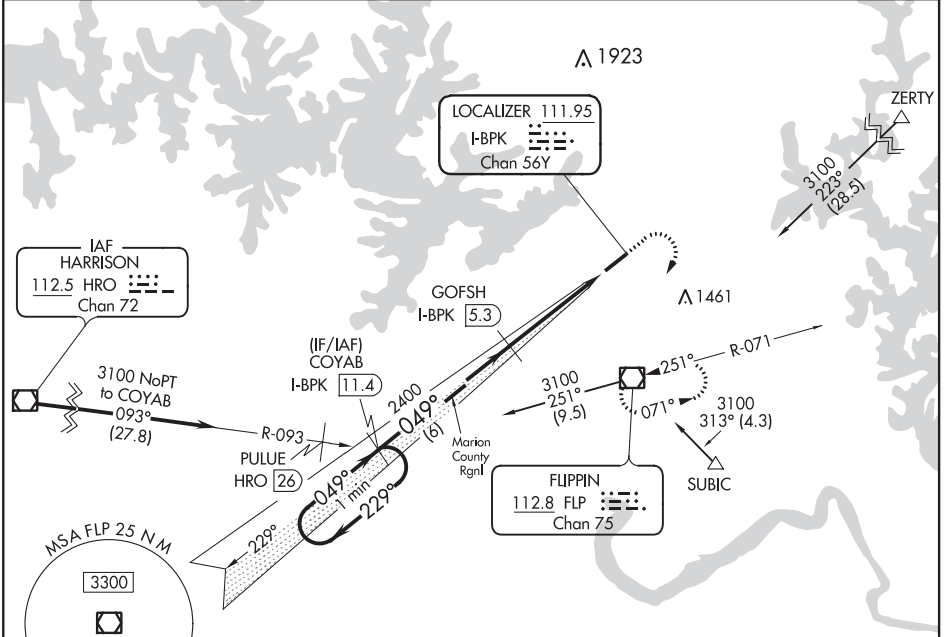 1923
LOCALIZER 111.95
I-BPK
Chan 56Y
ZERTY
3100
223°
(28.5)
IAF
HARRISON
112.5 HRO
Chan 72
GOFSH
I-BPK 5.3
1461
(IF/IAF)
COYAB
I-BPK 11.4
3100 NoPT
to COYAB
093°
(27.8)
R-093
PULUE
HRO 26
2400
049°
(6)
Marion
County
Rgnl
3100
251°
(9.5)
251°
R-071
071°
3100
313° (4.3)
SUBIC
049°
1 min
229°
229°
FLIPPIN
112.8 FLP
Chan 75
MSA FLP 25 NM
3300